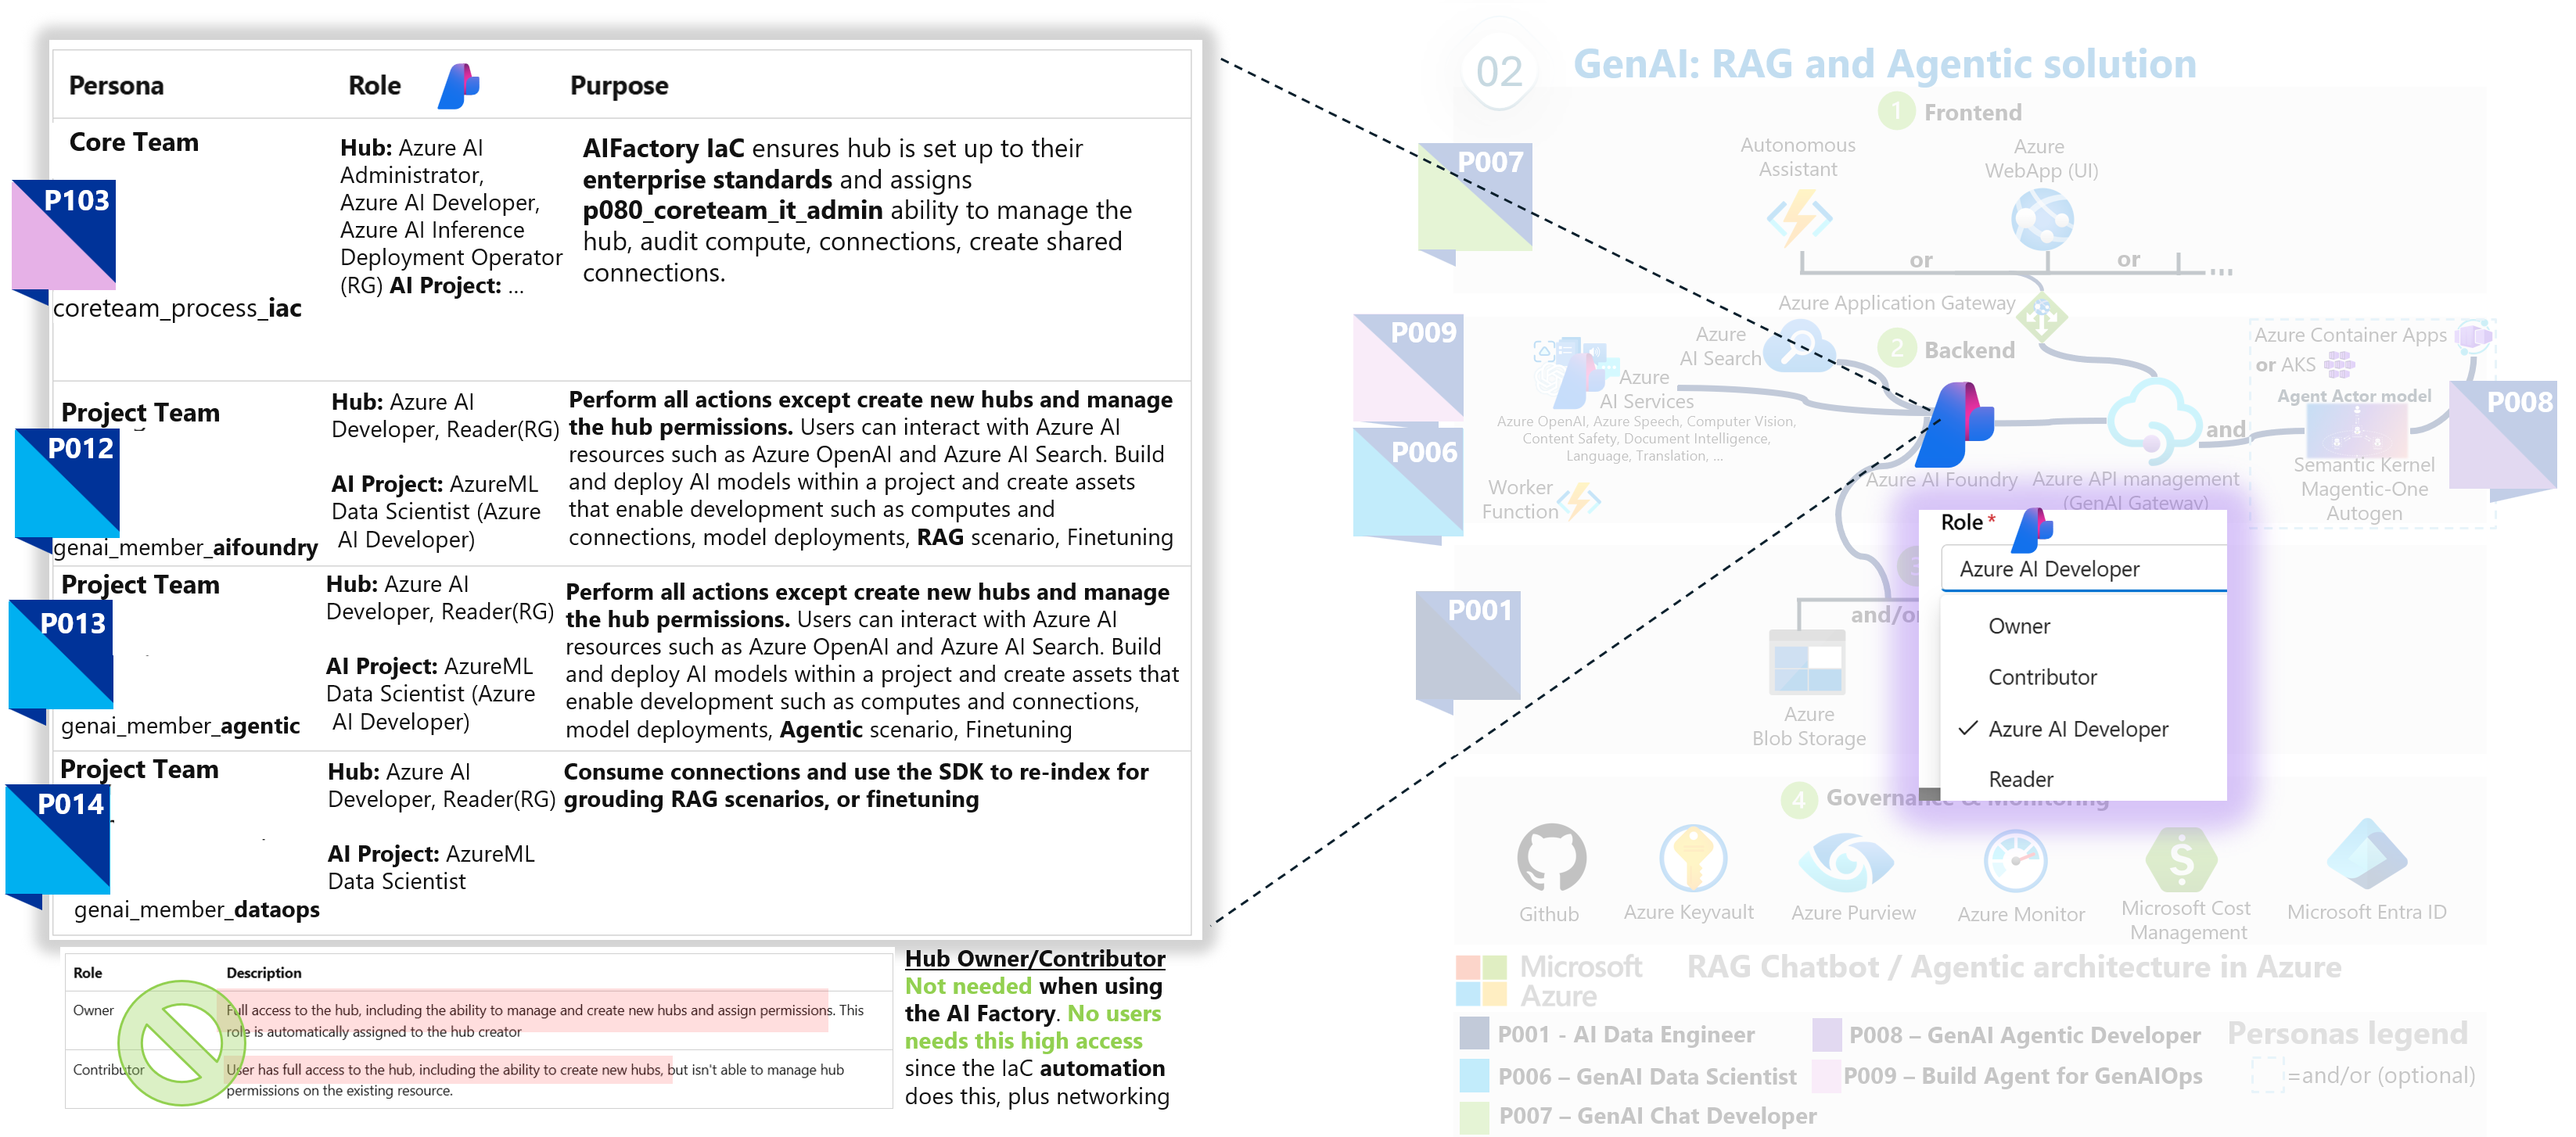 Persona Role Purpose
Core Team
P103
coreteam_process_iac
Hub: Azure AI
Administrator,
Azure AI Developer,
Azure AI Inference
Deployment Operator
(RG) AI Project: ...
AIFactory IaC ensures hub is set up to their
enterprise standards and assigns
p080_coreteam_it_admin ability to manage the
hub, audit compute, connections, create shared
connections.
Project Team
P012
genai_member_aifoundry
Hub: Azure AI
Developer, Reader(RG)
AI Project: AzureML
Data Scientist (Azure
AI Developer)
Perform all actions except create new hubs and manage
the hub permissions. Users can interact with Azure AI
resources such as Azure OpenAI and Azure AI Search. Build
and deploy AI models within a project and create assets
that enable development such as computes and
connections, model deployments, RAG scenario, Finetuning
Project Team
P013
genai_member_agentic
Hub: Azure AI
Developer, Reader(RG)
AI Project: AzureML
Data Scientist (Azure
AI Developer)
Perform all actions except create new hubs and manage
the hub permissions. Users can interact with Azure AI
resources such as Azure OpenAI and Azure AI Search. Build
and deploy AI models within a project and create assets that
enable development such as computes and connections,
model deployments, Agentic scenario, Finetuning
Project Team
P014
genai_member_dataops
Hub: Azure AI
Developer, Reader(RG)
AI Project: AzureML
Data Scientist
Consume connections and use the SDK to re-index for
grouding RAG scenarios, or finetuning
Role Description
Owner
Full access to the hub, including the ability to manage and create new hubs and assign permissions. This
role is automatically assigned to the hub creator
Contributor
User has full access to the hub, including the ability to create new hubs, but isn't able to manage hub
permissions on the existing resource.
Hub Owner/Contributor
Not needed when using
the AI Factory. No users
needs this high access
since the IaC automation
does this, plus networking
02 GenAI: RAG and Agentic solution
1 Frontend
P007
Autonomous
Assistant
Azure
WebApp (UI)
or
or
...
Azure Application Gateway
2 Backend
P009
P006
Azure
AI Search
Azure
AI Services
Azure OpenAI, Azure Speech, Computer Vision,
Content Safety, Document Intelligence,
Language, Translation, ...
Worker
Function
Azure AI Foundry
Azure API management
(GenAI Gateway)
and
Azure Container Apps
or AKS
Agent Actor model
P008
Semantic Kernel
Magentic-One
Autogen
Role *
Azure AI Developer
Owner
Contributor
Azure AI Developer
Reader
3
P001
and/or
Azure
Blob Storage
4 Governance & Monitoring
Github
Azure Keyvault
Azure Purview
Azure Monitor
Microsoft Cost
Management
Microsoft Entra ID
Microsoft
Azure
RAG Chatbot / Agentic architecture in Azure
P001 - AI Data Engineer
P008 – GenAI Agentic Developer
Personas legend
P006 – GenAI Data Scientist
P009 – Build Agent for GenAIOps
=and/or (optional)
P007 – GenAI Chat Developer